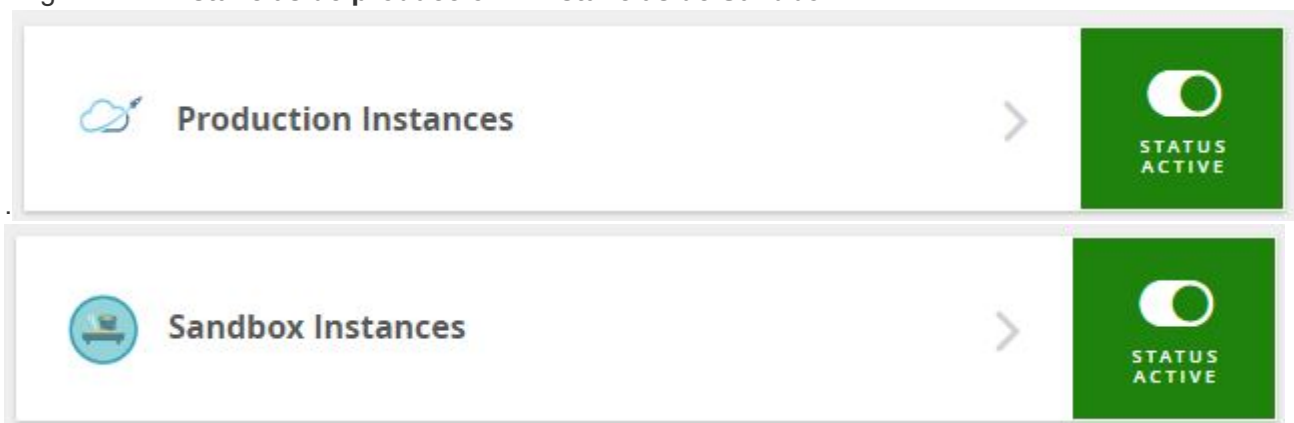 .
Production Instances
STATUS
ACTIVE
Sandbox Instances
STATUS
ACTIVE